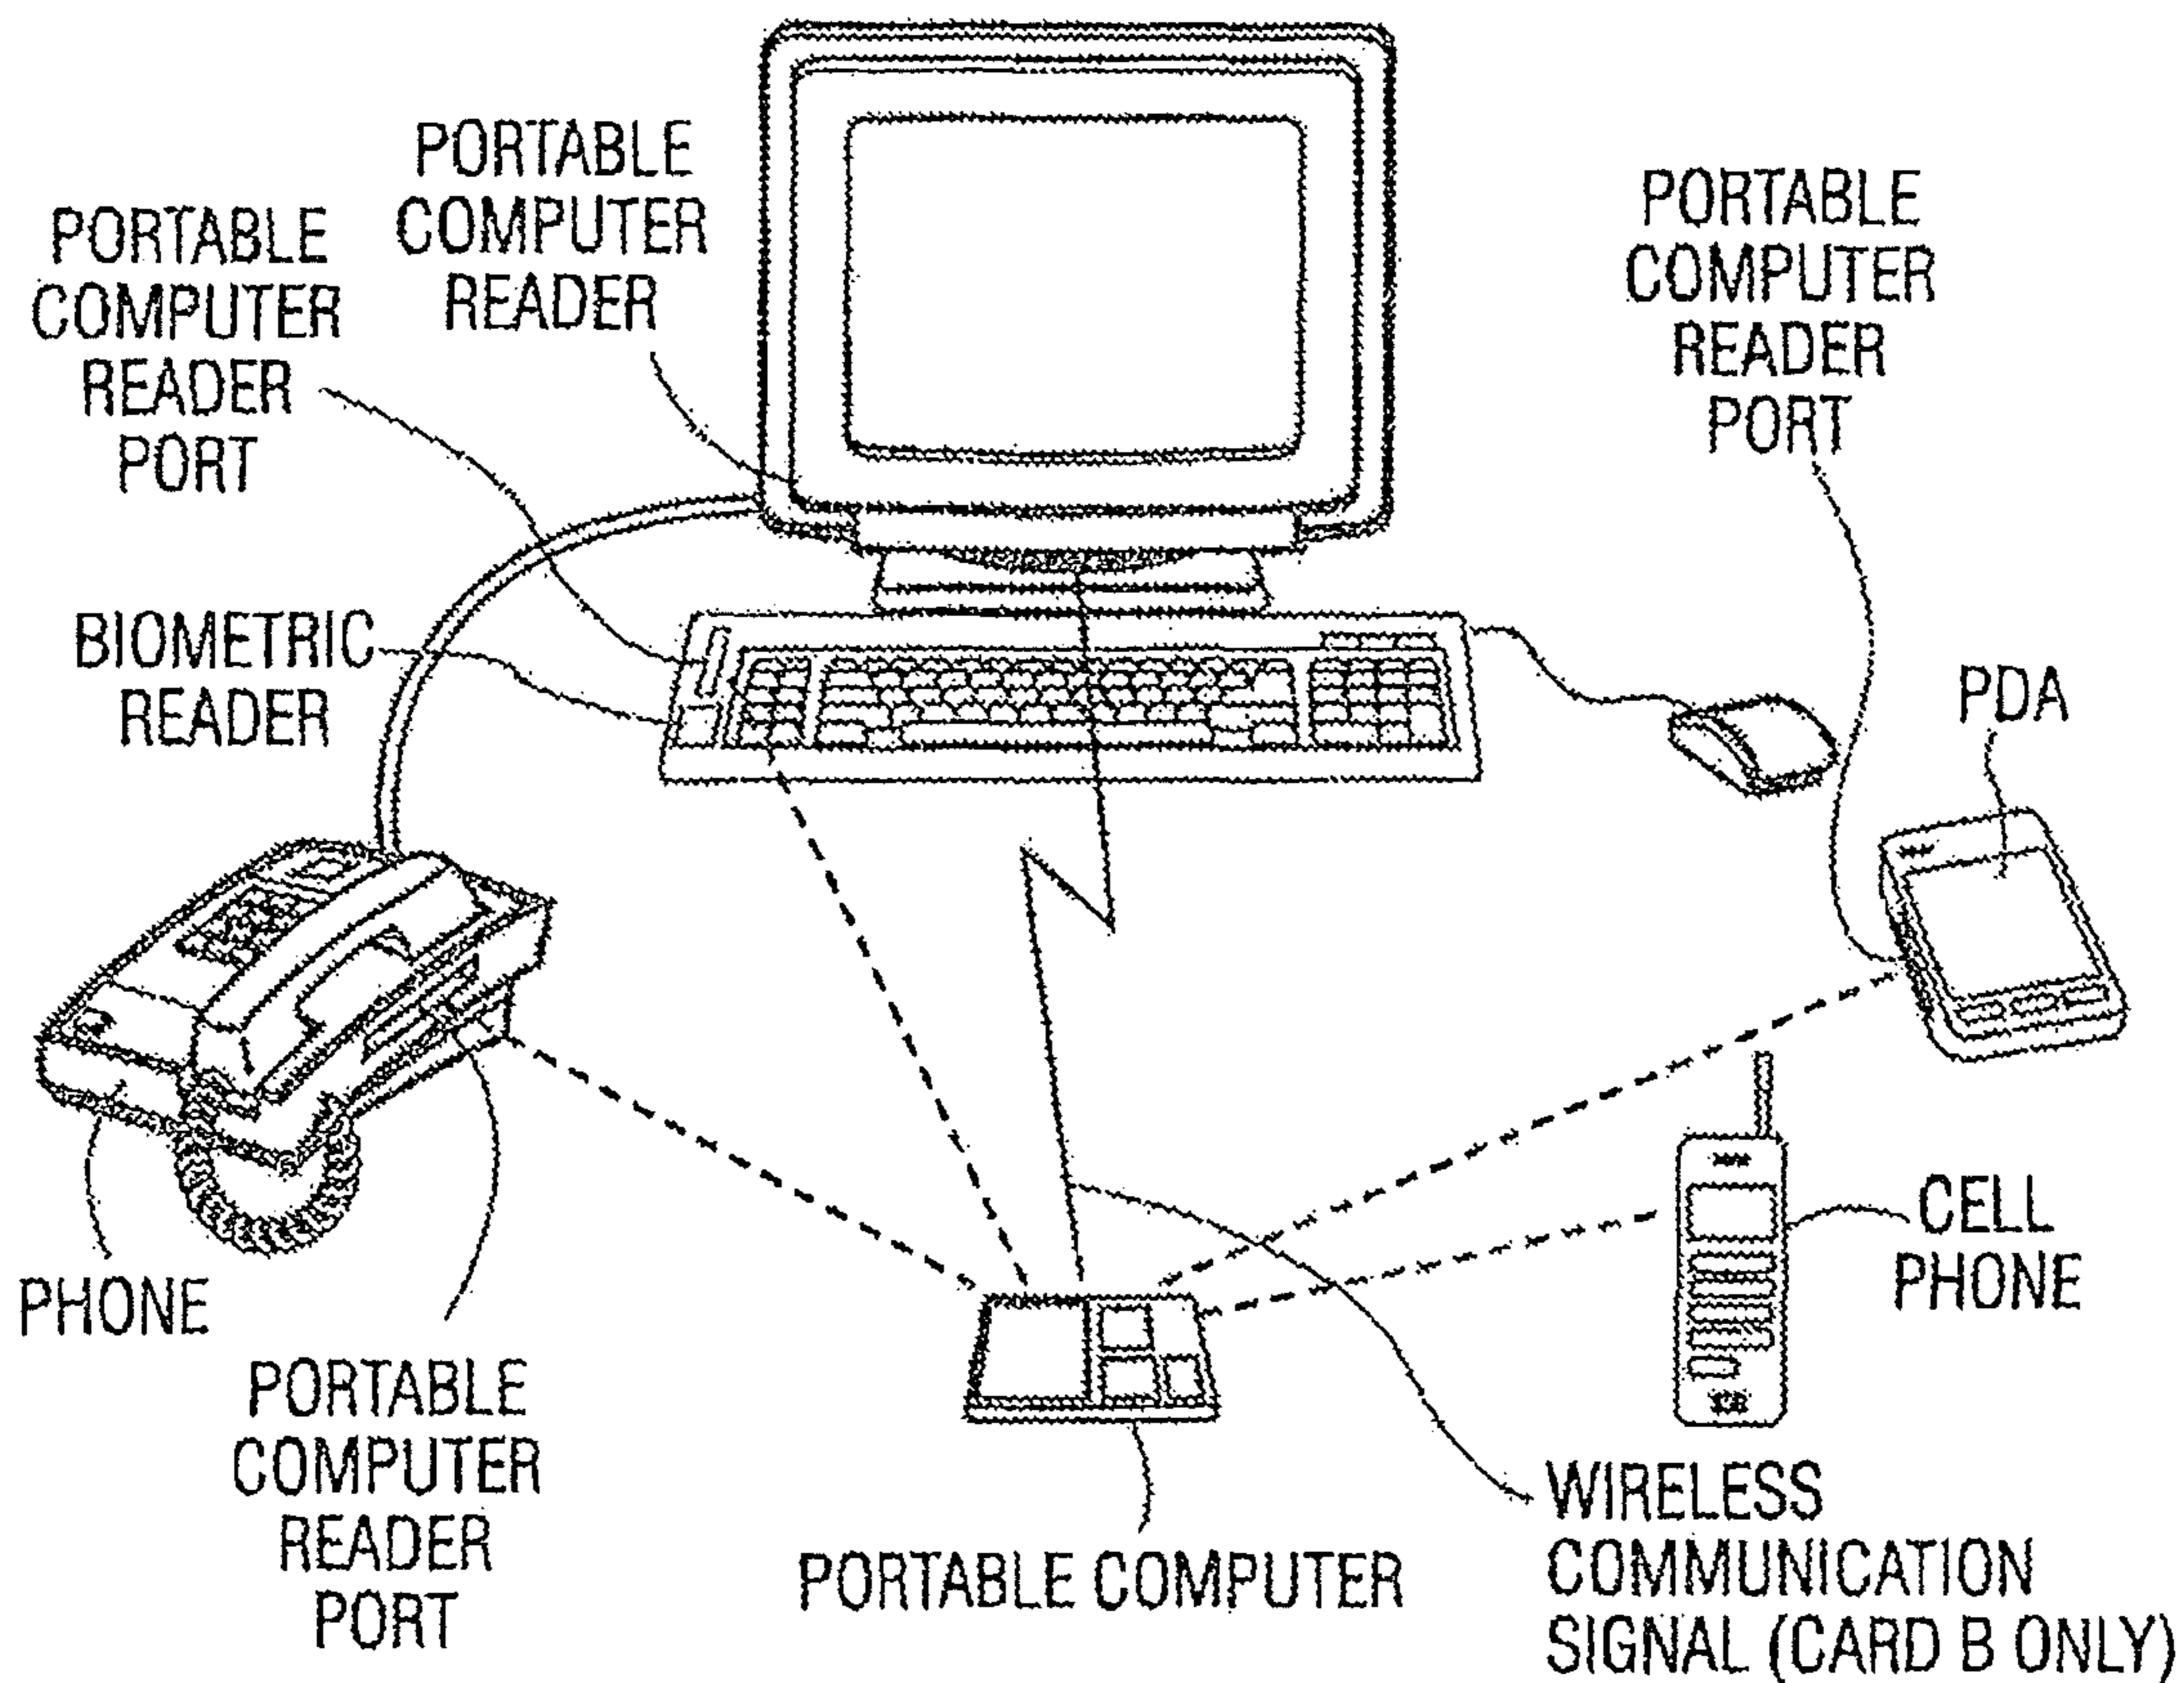 PORTABLE
COMPUTER
READER
PORT
PORTABLE
COMPUTER
READER
PORTABLE
COMPUTER
READER
PORT
BIOMETRIC
READER
PDA
PHONE
CELL
PHONE
PORTABLE
COMPUTER
READER
PORT
PORTABLE COMPUTER
WIRELESS
COMMUNICATION
SIGNAL (CARD B ONLY)